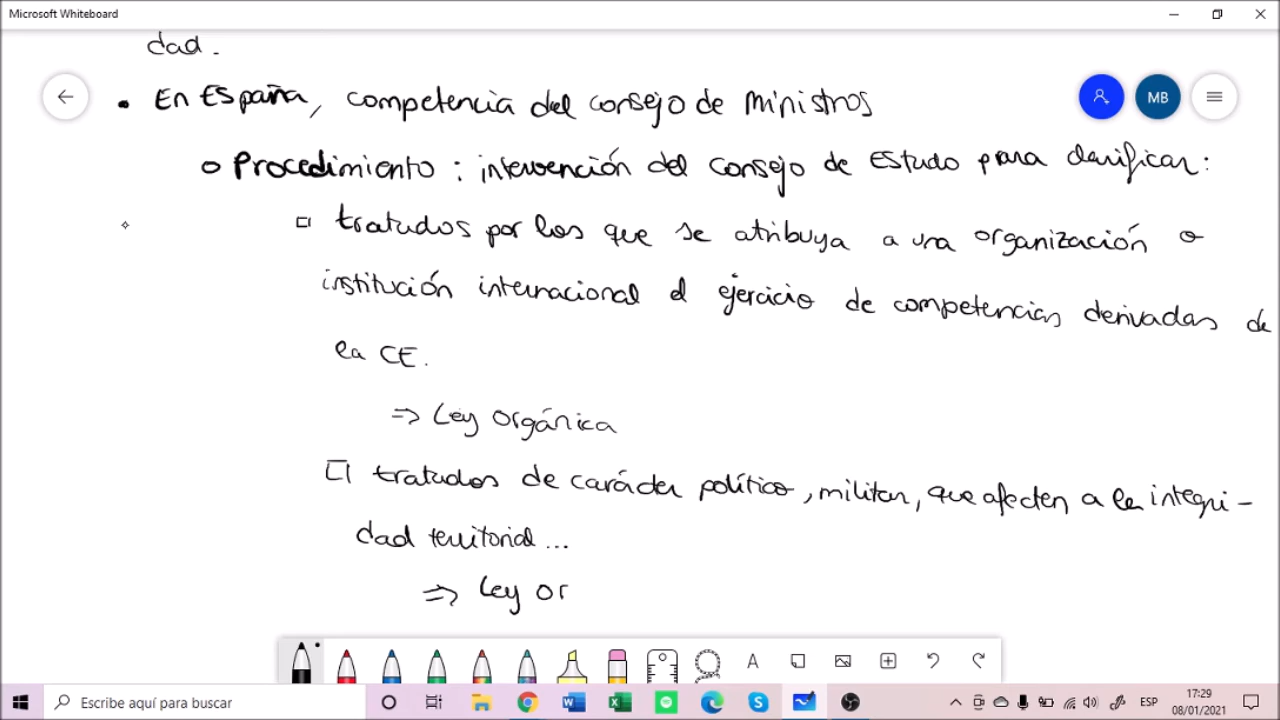 Microsoft Whiteboard
dad.
• En España, competencia del consejo de Ministros
MB
o Procedimiento: intervención del consejo de Estado para clarificar:
□ tratados por los que se atribuya a una organización o
institución internacional el ejercicio de competencias derivadas de
la CE.
⇒ Ley orgánica
□ tratados de carácter político, militar, que afecten a la integri-
dad territorial...
⇒ Ley or
Escribe aquí para buscar
ESP
17:29
08/01/2021